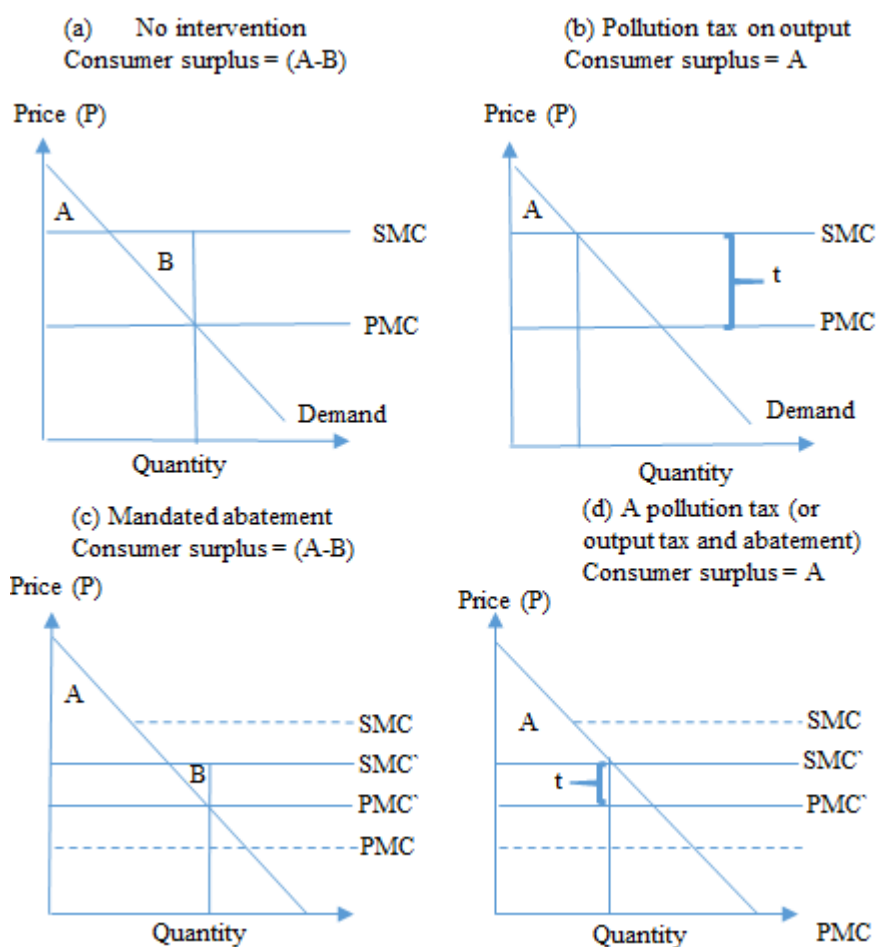 (a) No intervention
Consumer surplus = (A-B)
Price (P)
A
SMC
B
PMC
Demand
Quantity
(b) Pollution tax on output
Consumer surplus = A
Price (P)
A
SMC
t
PMC
Demand
Quantity
(c) Mandated abatement
Consumer surplus = (A-B)
Price (P)
A
SMC
SMC`
B
PMC`
PMC
Quantity
(d) A pollution tax (or
output tax and abatement)
Consumer surplus = A
Price (P)
A
SMC
SMC`
t
PMC`
Quantity
PMC